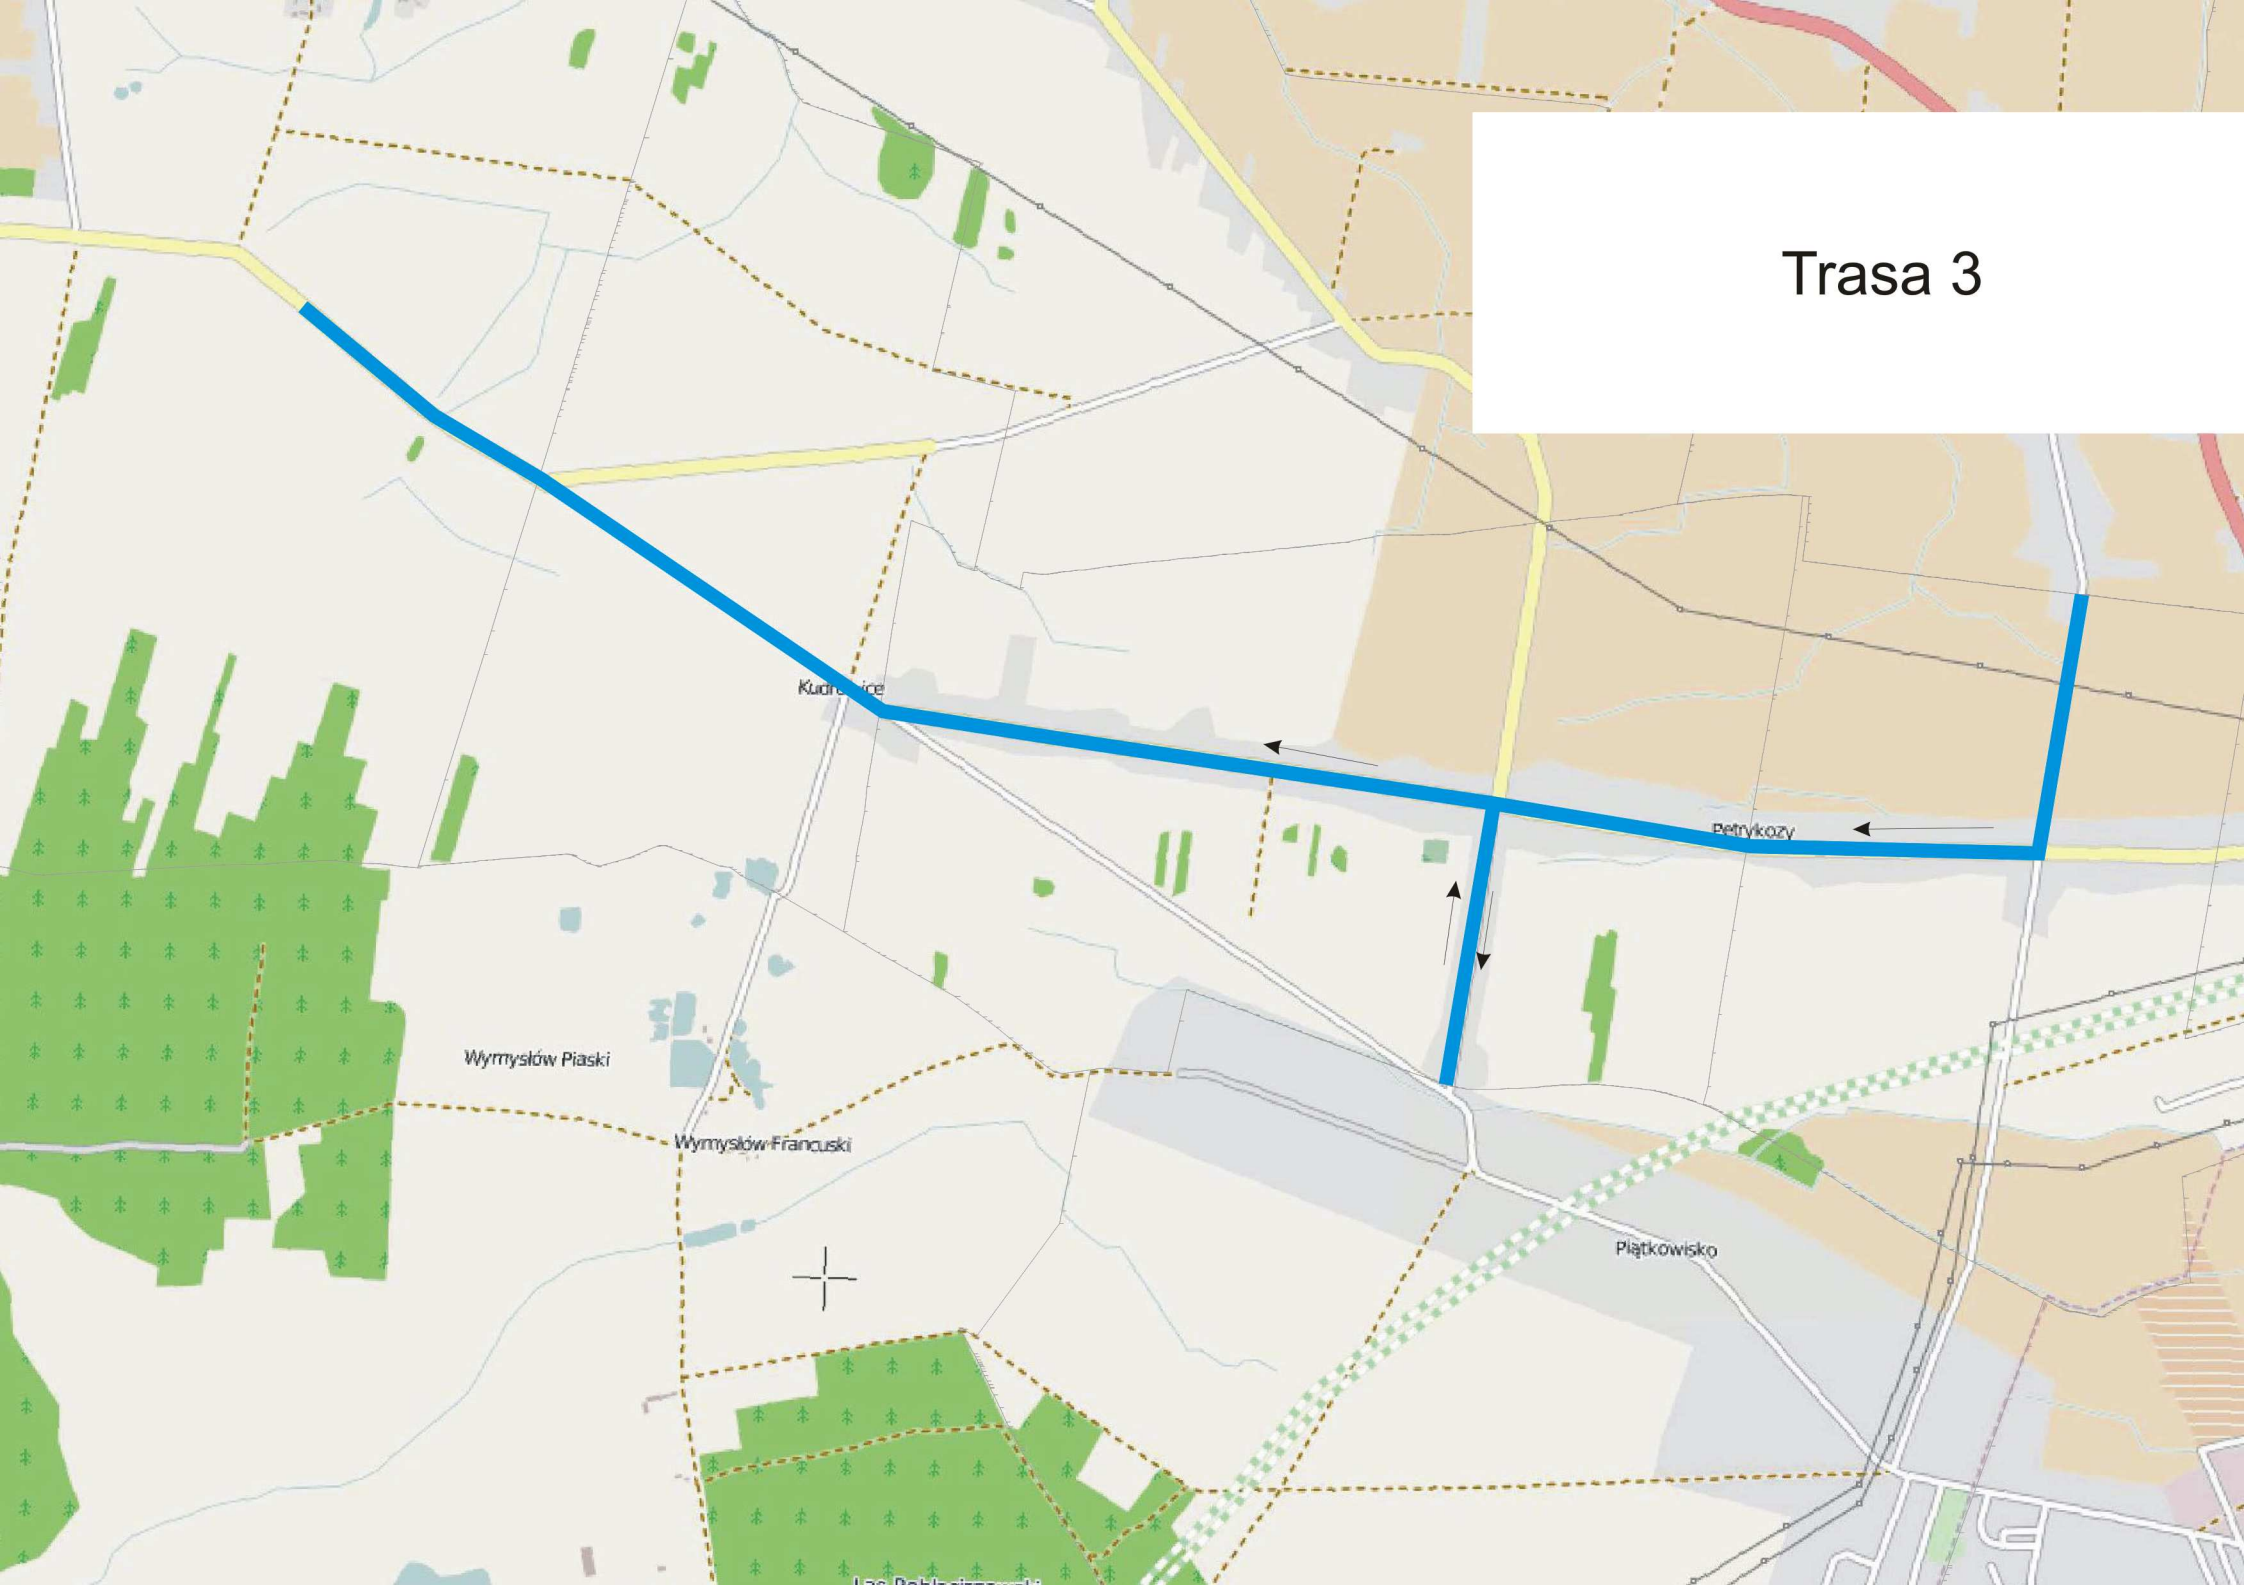 Trasa 3
Petrykozy
Wymysłów Piaski
Wymysłów Francuski
Piątkowisko